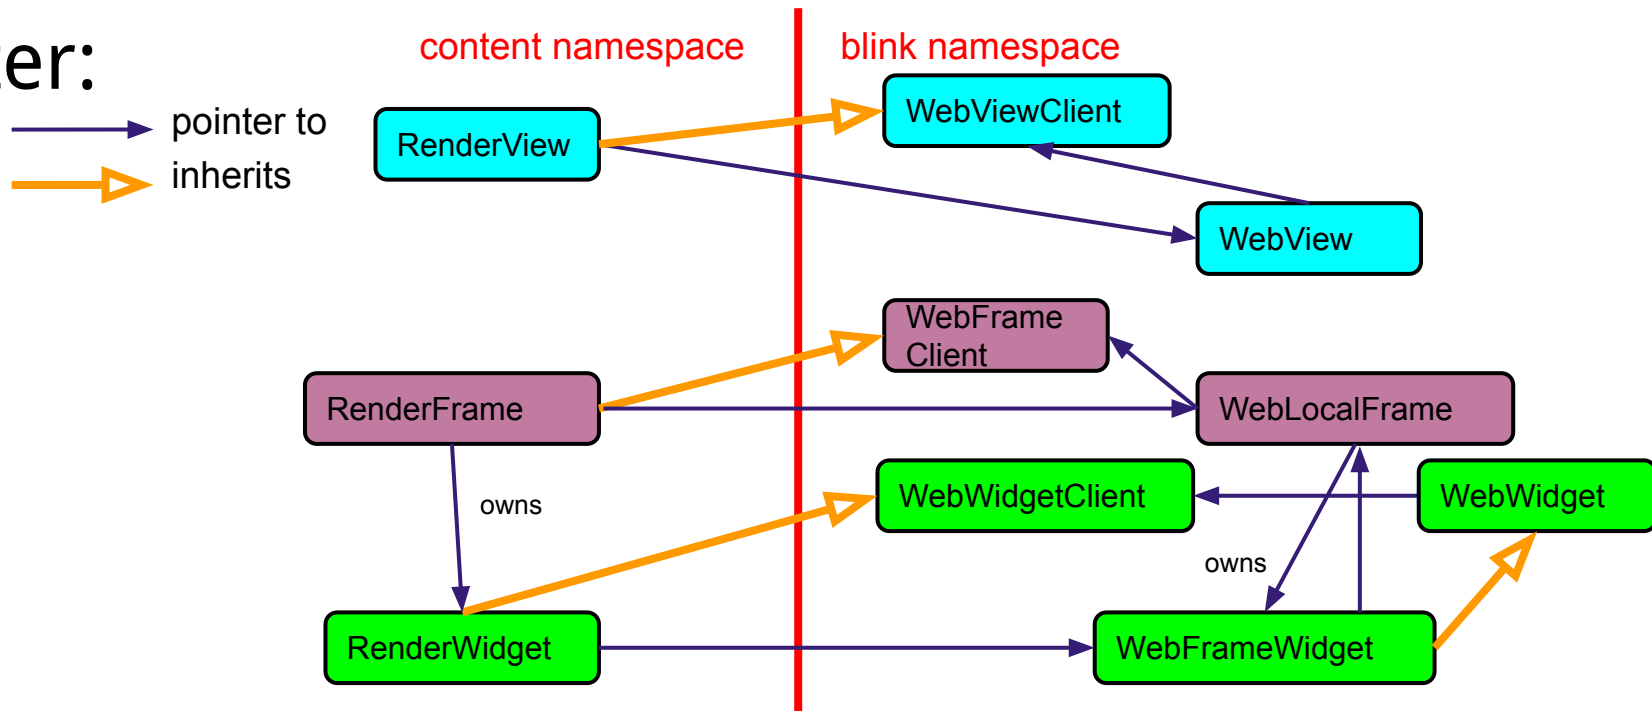 content namespace
blink namespace
pointer to
inherits
RenderView
WebViewClient
WebView
WebFrame
Client
RenderFrame
WebLocalFrame
owns
WebWidgetClient
WebWidget
owns
RenderWidget
WebFrameWidget